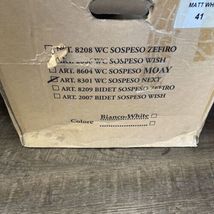 MATT WH
41
ART. 8208 WC SOSPESO ZEFIRO
WC SOSPESO WISH
ART. 8604 WC SOSPESO MOAY
ART. 8301 WC SOSPESO NEXT
ART. 8209 BIDET SOSPESO ZEFIRO
ART. 2007 BIDET SOSPESO WISH
Bianco-White
Colore